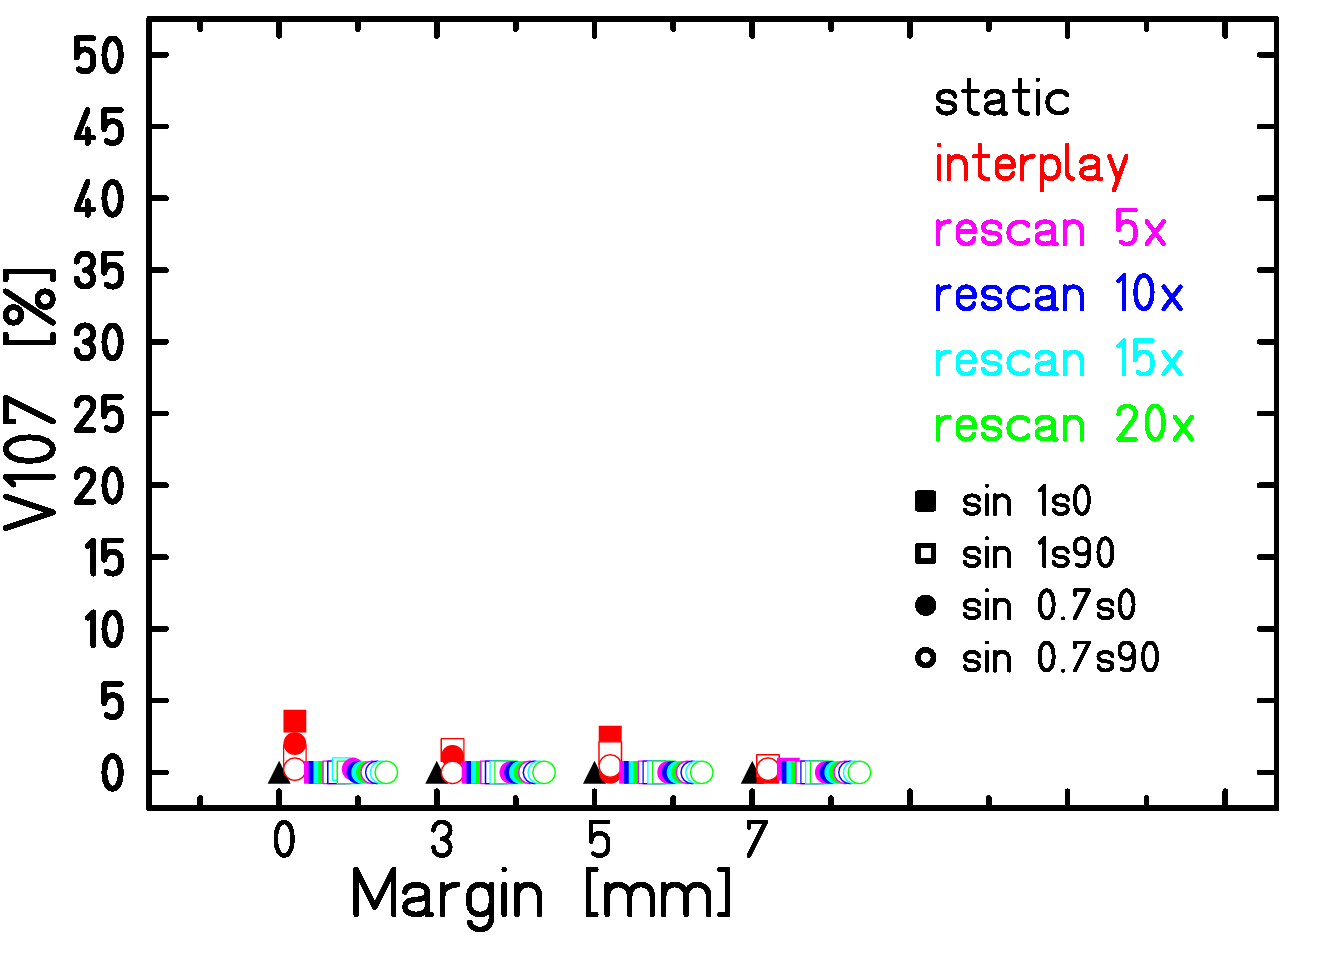 50
45
40
35
30
25
20
15
10
5
0
V107 [%]
0 3 5 7
Margin [mm]
static
interplay
rescan 5x
rescan 10x
rescan 15x
rescan 20x
sin 1s0
sin 1s90
sin 0.7s0
sin 0.7s90